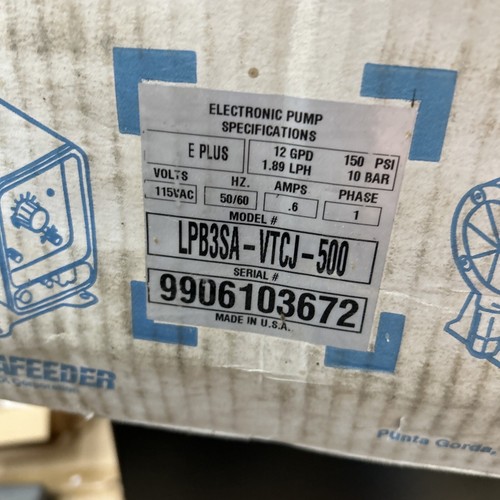 ELECTRONIC PUMP
SPECIFICATIONS
E PLUS 12 GPD 150 PSI
1.89 LPH 10 BAR
VOLTS HZ. AMPS PHASE
115VAC 50/60 .6 1
MODEL #
LPB3SA-VTCJ-500
SERIAL #
9906103672
MADE IN U.S.A.
AFEEDER
Punta Gorda,